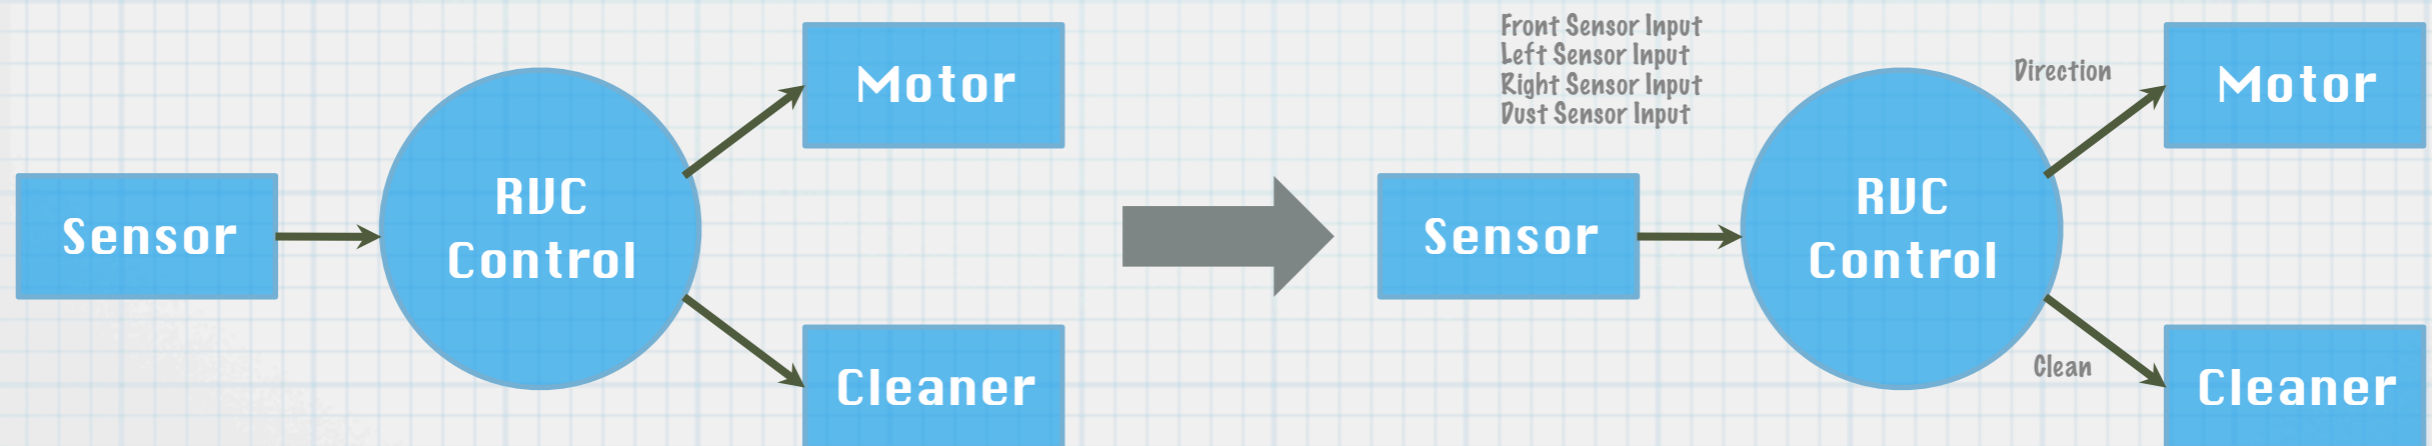 Sensor
RVC
Control
Motor
Cleaner
Front Sensor Input
Left Sensor Input
Right Sensor Input
Dust Sensor Input
Sensor
RVC
Control
Direction
Motor
Clean
Cleaner